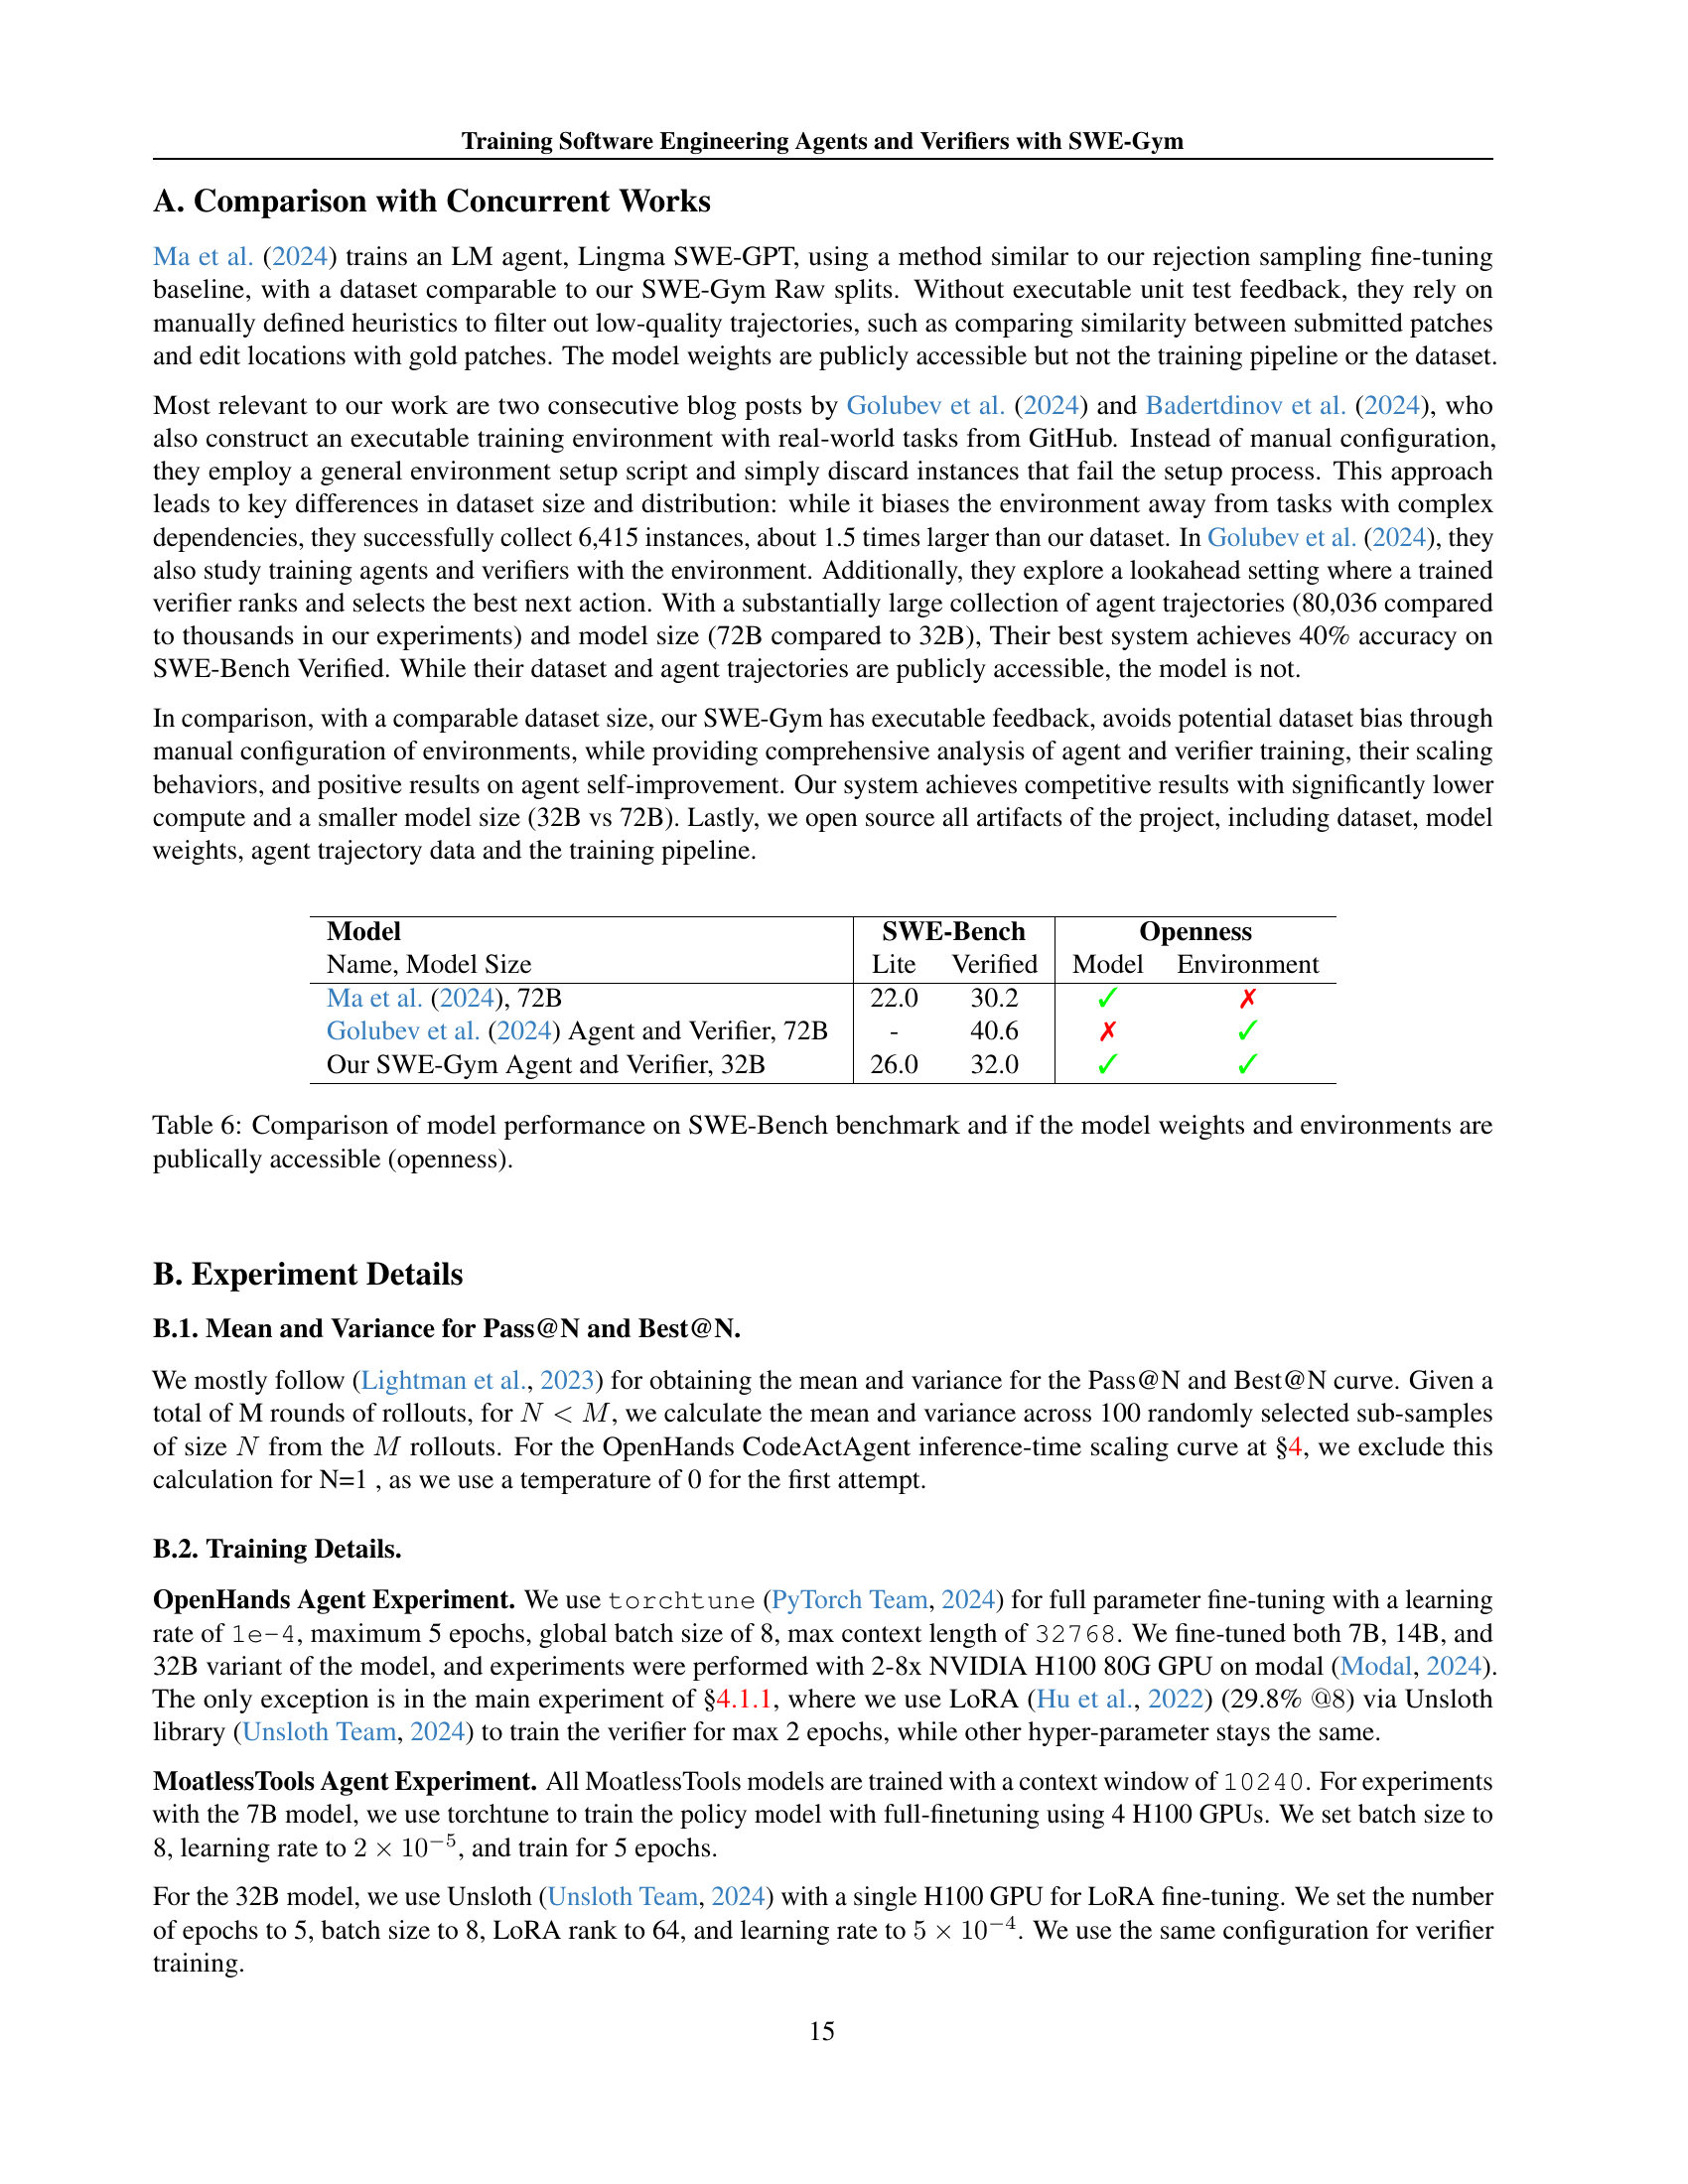 Training Software Engineering Agents and Verifiers with SWE-Gym
A. Comparison with Concurrent Works
Ma et al. (2024) trains an LM agent, Lingma SWE-GPT, using a method similar to our rejection sampling fine-tuning
baseline, with a dataset comparable to our SWE-Gym Raw splits. Without executable unit test feedback, they rely on
manually defined heuristics to filter out low-quality trajectories, such as comparing similarity between submitted patches
and edit locations with gold patches. The model weights are publicly accessible but not the training pipeline or the dataset.
Most relevant to our work are two consecutive blog posts by Golubev et al. (2024) and Badertdinov et al. (2024), who
also construct an executable training environment with real-world tasks from GitHub. Instead of manual configuration,
they employ a general environment setup script and simply discard instances that fail the setup process. This approach
leads to key differences in dataset size and distribution: while it biases the environment away from tasks with complex
dependencies, they successfully collect 6,415 instances, about 1.5 times larger than our dataset. In Golubev et al. (2024), they
also study training agents and verifiers with the environment. Additionally, they explore a lookahead setting where a trained
verifier ranks and selects the best next action. With a substantially large collection of agent trajectories (80,036 compared
to thousands in our experiments) and model size (72B compared to 32B), Their best system achieves 40% accuracy on
SWE-Bench Verified. While their dataset and agent trajectories are publicly accessible, the model is not.
In comparison, with a comparable dataset size, our SWE-Gym has executable feedback, avoids potential dataset bias through
manual configuration of environments, while providing comprehensive analysis of agent and verifier training, their scaling
behaviors, and positive results on agent self-improvement. Our system achieves competitive results with significantly lower
compute and a smaller model size (32B vs 72B). Lastly, we open source all artifacts of the project, including dataset, model
weights, agent trajectory data and the training pipeline.
Model SWE-Bench Openness
Name, Model Size Lite Verified Model Environment
Ma et al. (2024), 72B 22.0 30.2 ✓ ✗
Golubev et al. (2024) Agent and Verifier, 72B - 40.6 ✗ ✓
Our SWE-Gym Agent and Verifier, 32B 26.0 32.0 ✓ ✓
Table 6: Comparison of model performance on SWE-Bench benchmark and if the model weights and environments are
publically accessible (openness).
B. Experiment Details
B.1. Mean and Variance for Pass@N and Best@N.
We mostly follow (Lightman et al., 2023) for obtaining the mean and variance for the Pass@N and Best@N curve. Given a
total of M rounds of rollouts, for N < M, we calculate the mean and variance across 100 randomly selected sub-samples
of size N from the M rollouts. For the OpenHands CodeActAgent inference-time scaling curve at §4, we exclude this
calculation for N=1 , as we use a temperature of 0 for the first attempt.
B.2. Training Details.
OpenHands Agent Experiment. We use torchtune (PyTorch Team, 2024) for full parameter fine-tuning with a learning
rate of 1e-4, maximum 5 epochs, global batch size of 8, max context length of 32768. We fine-tuned both 7B, 14B, and
32B variant of the model, and experiments were performed with 2-8x NVIDIA H100 80G GPU on modal (Modal, 2024).
The only exception is in the main experiment of §4.1.1, where we use LoRA (Hu et al., 2022) (29.8% @8) via Unsloth
library (Unsloth Team, 2024) to train the verifier for max 2 epochs, while other hyper-parameter stays the same.
MoatlessTools Agent Experiment. All MoatlessTools models are trained with a context window of 10240. For experiments
with the 7B model, we use torchtune to train the policy model with full-finetuning using 4 H100 GPUs. We set batch size to
8, learning rate to 2 × 10⁻⁵, and train for 5 epochs.
For the 32B model, we use Unsloth (Unsloth Team, 2024) with a single H100 GPU for LoRA fine-tuning. We set the number
of epochs to 5, batch size to 8, LoRA rank to 64, and learning rate to 5 × 10⁻⁴. We use the same configuration for verifier
training.
15